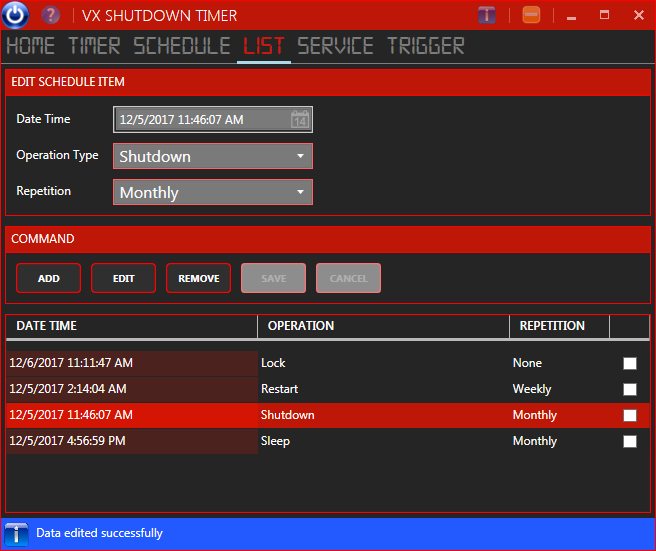 VX SHUTDOWN TIMER
HOME TIMER SCHEDULE LIST SERVICE TRIGGER
EDIT SCHEDULE ITEM
Date Time 12/5/2017 11:46:07 AM 14
Operation Type Shutdown
Repetition Monthly
COMMAND
ADD EDIT REMOVE SAVE CANCEL
DATE TIME OPERATION REPETITION
12/6/2017 11:11:47 AM Lock None
12/5/2017 2:14:04 AM Restart Weekly
12/5/2017 11:46:07 AM Shutdown Monthly
12/5/2017 4:56:59 PM Sleep Monthly
Data edited successfully